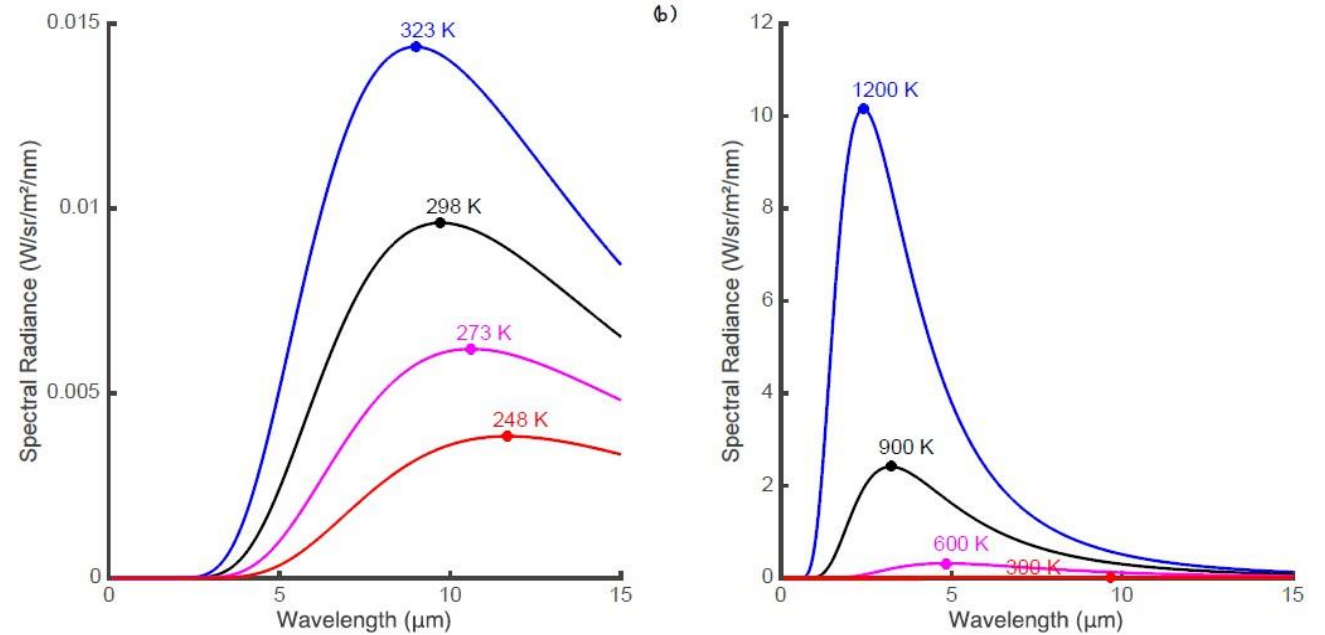 0.015
0.01
0.005
0
0
5
10
15
Spectral Radiance (W/sr/m²/nm)
Wavelength (μm)
323 K
298 K
273 K
248 K
(b)
12
10
8
6
4
2
0
0
5
10
15
Spectral Radiance (W/sr/m²/nm)
Wavelength (μm)
1200 K
900 K
600 K
300 K